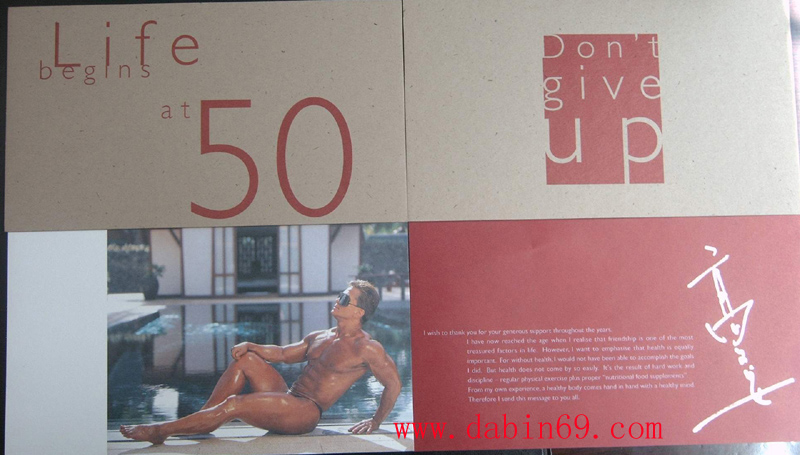 Life
begins
at
50
Don't
give
up
I wish to thank you for your generous support throughout the years.
I have now reached the age when I realize that friendship is one of the most
treasured factors in life. However, I want to emphasise that health is equally
important. For without health, I would not have been able to accomplish the goals
I did. But health does not come by so easily. It's the result of hard work and
discipline - regular physical exercise plus proper "nutritional food supplements".
From my own experience, a healthy body comes hand in hand with a healthy mind.
Therefore I send this message to you all.
www.dabin69.com